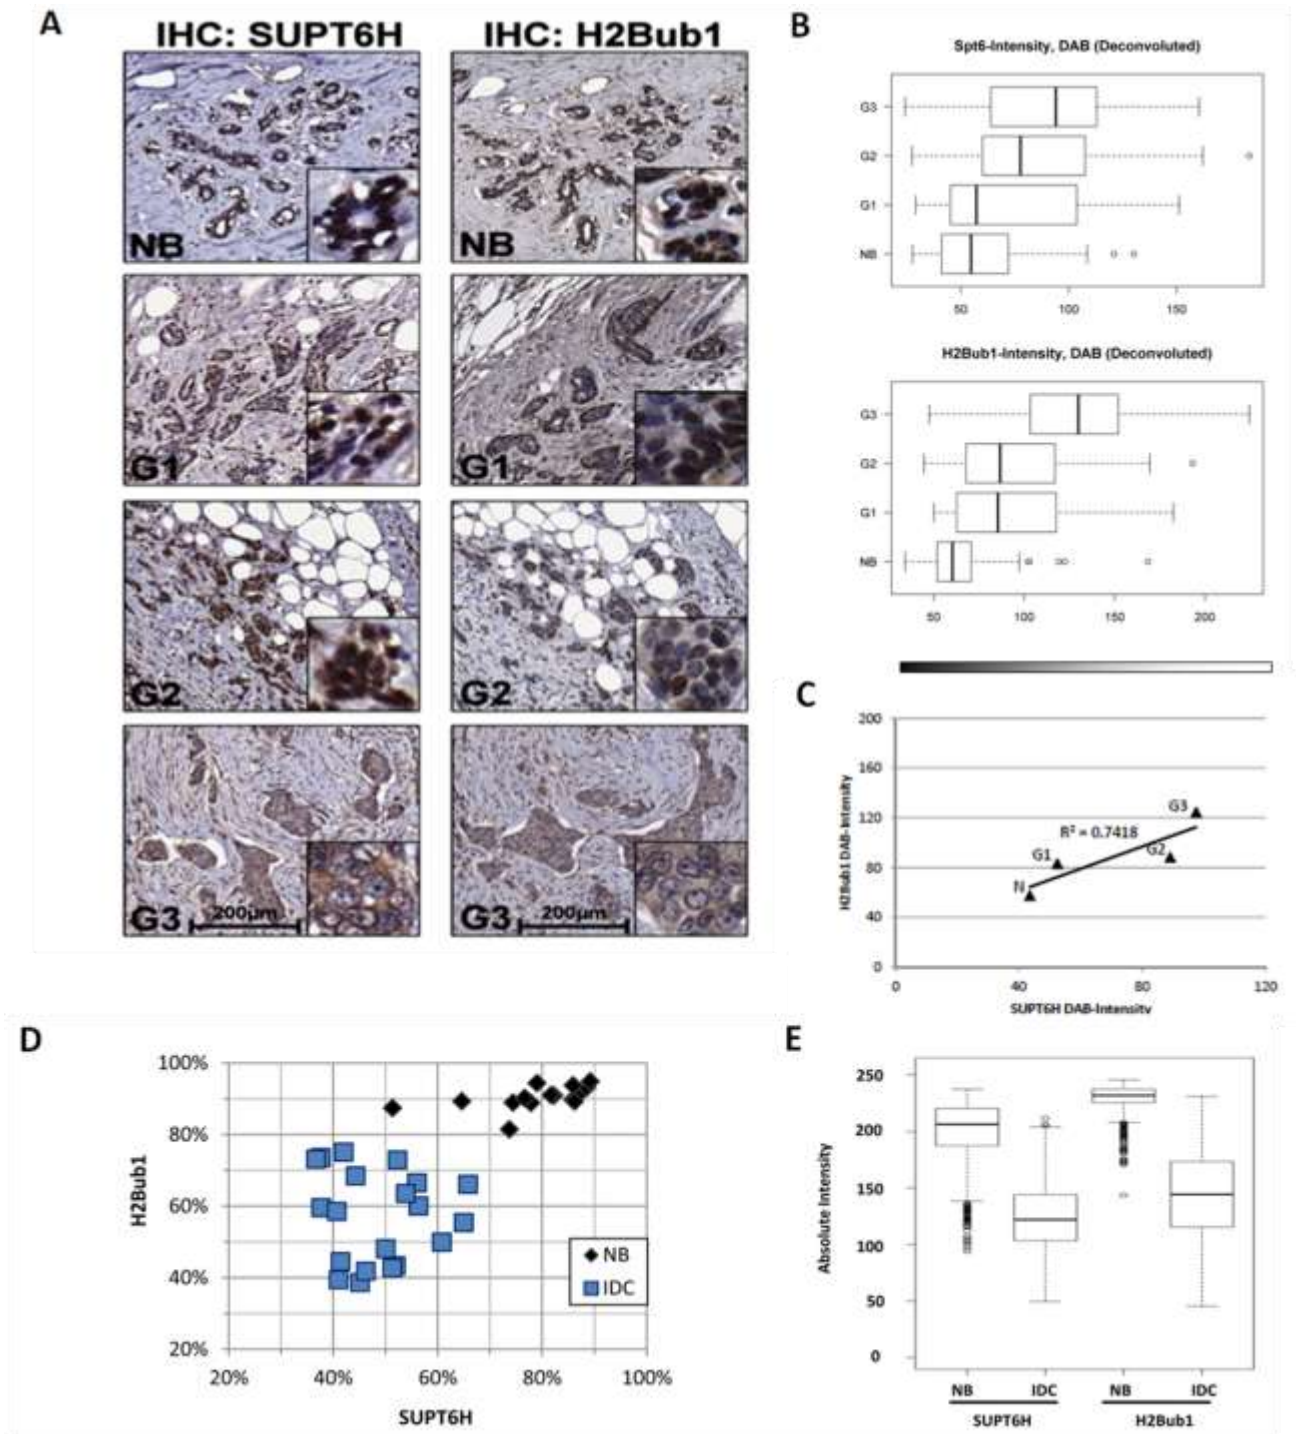 A
IHC: SUPT6H
IHC: H2Bub1
NB
NB
G1
G1
G2
G2
G3
200µm
G3
200µm
B
Spt6-Intensity, DAB (Deconvoluted)
G3
G2
G1
NB
50 100 150
H2Bub1-Intensity, DAB (Deconvoluted)
G3
G2
G1
NB
50 100 150 200
C
H2Bub1 DAB-Intensity
200
160
120
80
40
0
G3
R² = 0.7418
G1
G2
N
0 40 80 120
SUPT6H DAB-Intensity
D
H2Bub1
100%
80%
60%
40%
20%
NB
IDC
20% 40% 60% 80% 100%
SUPT6H
E
Absolute Intensity
250
200
150
100
50
0
NB IDC NB IDC
SUPT6H H2Bub1